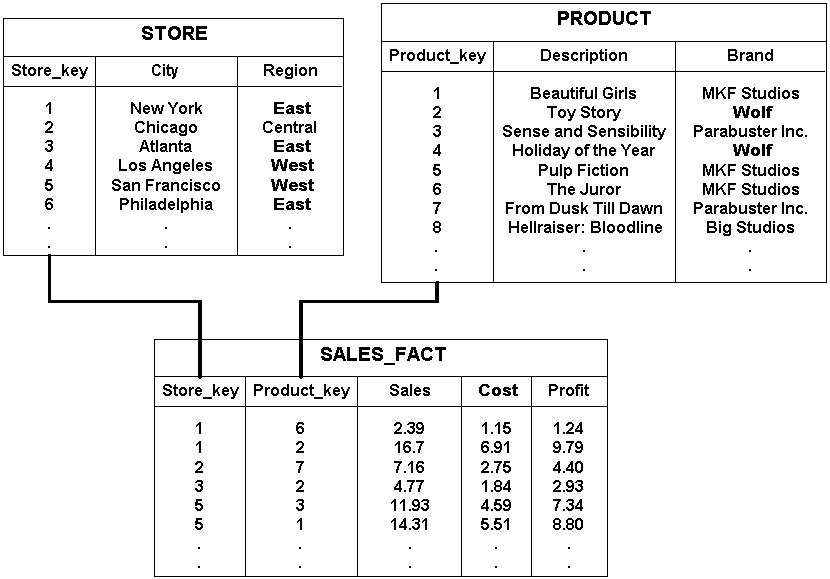 STORE
Store_key City Region
1 New York East
2 Chicago Central
3 Atlanta East
4 Los Angeles West
5 San Francisco West
6 Philadelphia East
. . .
. . .
PRODUCT
Product_key Description Brand
1 Beautiful Girls MKF Studios
2 Toy Story Wolf
3 Sense and Sensibility Parabuster Inc.
4 Holiday of the Year Wolf
5 Pulp Fiction MKF Studios
6 The Juror MKF Studios
7 From Dusk Till Dawn Parabuster Inc.
8 Hellraiser: Bloodline Big Studios
. . .
. . .
SALES_FACT
Store_key Product_key Sales Cost Profit
1 6 2.39 1.15 1.24
1 2 16.7 6.91 9.79
2 7 7.16 2.75 4.40
3 2 4.77 1.84 2.93
5 3 11.93 4.59 7.34
5 1 14.31 5.51 8.80
. . . . .
. . . . .